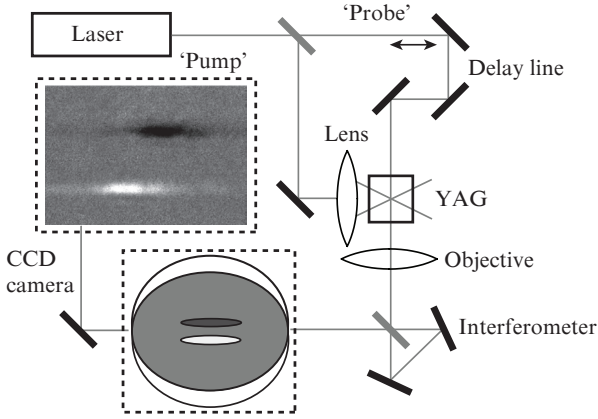 ‘Probe’
Laser
‘Pump’
Delay line
Lens
YAG
CCD
camera
Objective
Interferometer